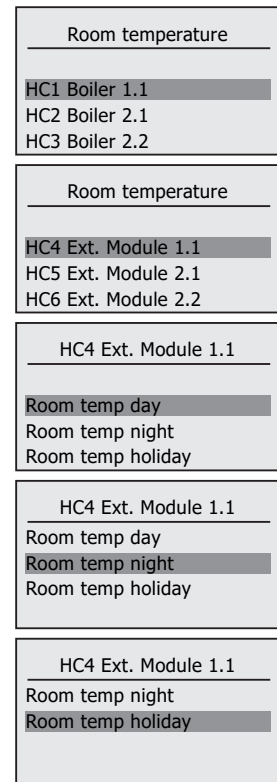 Room temperature
HC1 Boiler 1.1
HC2 Boiler 2.1
HC3 Boiler 2.2
Room temperature
HC4 Ext. Module 1.1
HC5 Ext. Module 2.1
HC6 Ext. Module 2.2
HC4 Ext. Module 1.1
Room temp day
Room temp night
Room temp holiday
HC4 Ext. Module 1.1
Room temp day
Room temp night
Room temp holiday
HC4 Ext. Module 1.1
Room temp night
Room temp holiday